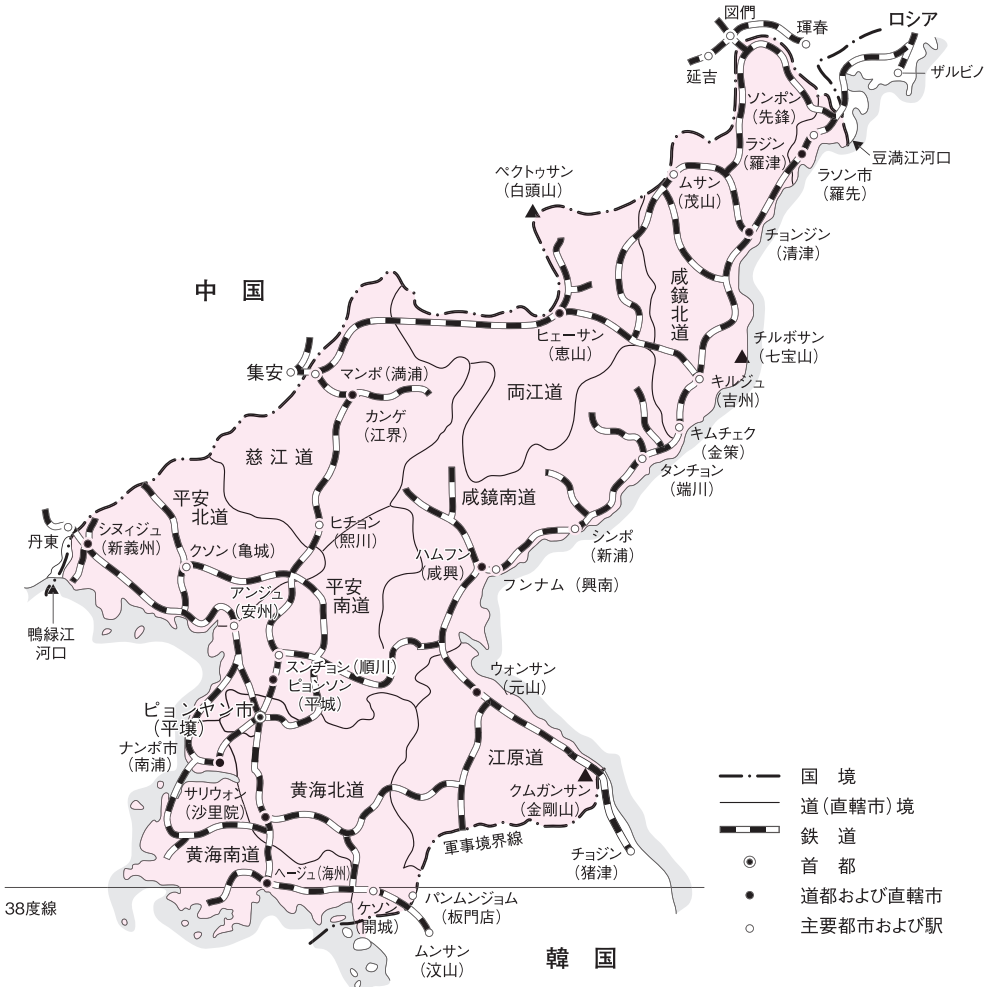 図們
琿春
ロシア
延吉
ザルビノ
ソンボン
(先鋒)
ラジン
(羅津)
豆満江河口
ラソン市
(羅先)
ペクトゥサン
(白頭山)
ムサン
(茂山)
チョンジン
(清津)
中 国
咸鏡北道
ヒェーサン
(恵山)
チルボサン
(七宝山)
集安
マンポ(満浦)
キルジュ
(吉州)
両江道
カンゲ
(江界)
キムチェク
(金策)
慈江道
タンチョン
(端川)
平安
北道
咸鏡南道
シヌィジュ
(新義州)
丹東
ヒチョン
(熙川)
シンポ
(新浦)
クソン(亀城)
ハムフン
(咸興)
フンナム(興南)
アンジュ
(安州)
平安
南道
鴨緑江
河口
スンチョン(順川)
ピョンソン
(平城)
ウォンサン
(元山)
ピョンヤン市
(平壌)
ナンポ市
(南浦)
江原道
サリウォン
(沙里院)
黄海北道
クムガンサン
(金剛山)
軍事境界線
黄海南道
チョジン
(猪津)
ヘージュ(海州)
38度線
ケソン
(開城)
パンムンジョム
(板門店)
ムンサン
(汶山)
韓 国
国 境
道(直轄市)境
鉄 道
首 都
道都および直轄市
主要都市および駅